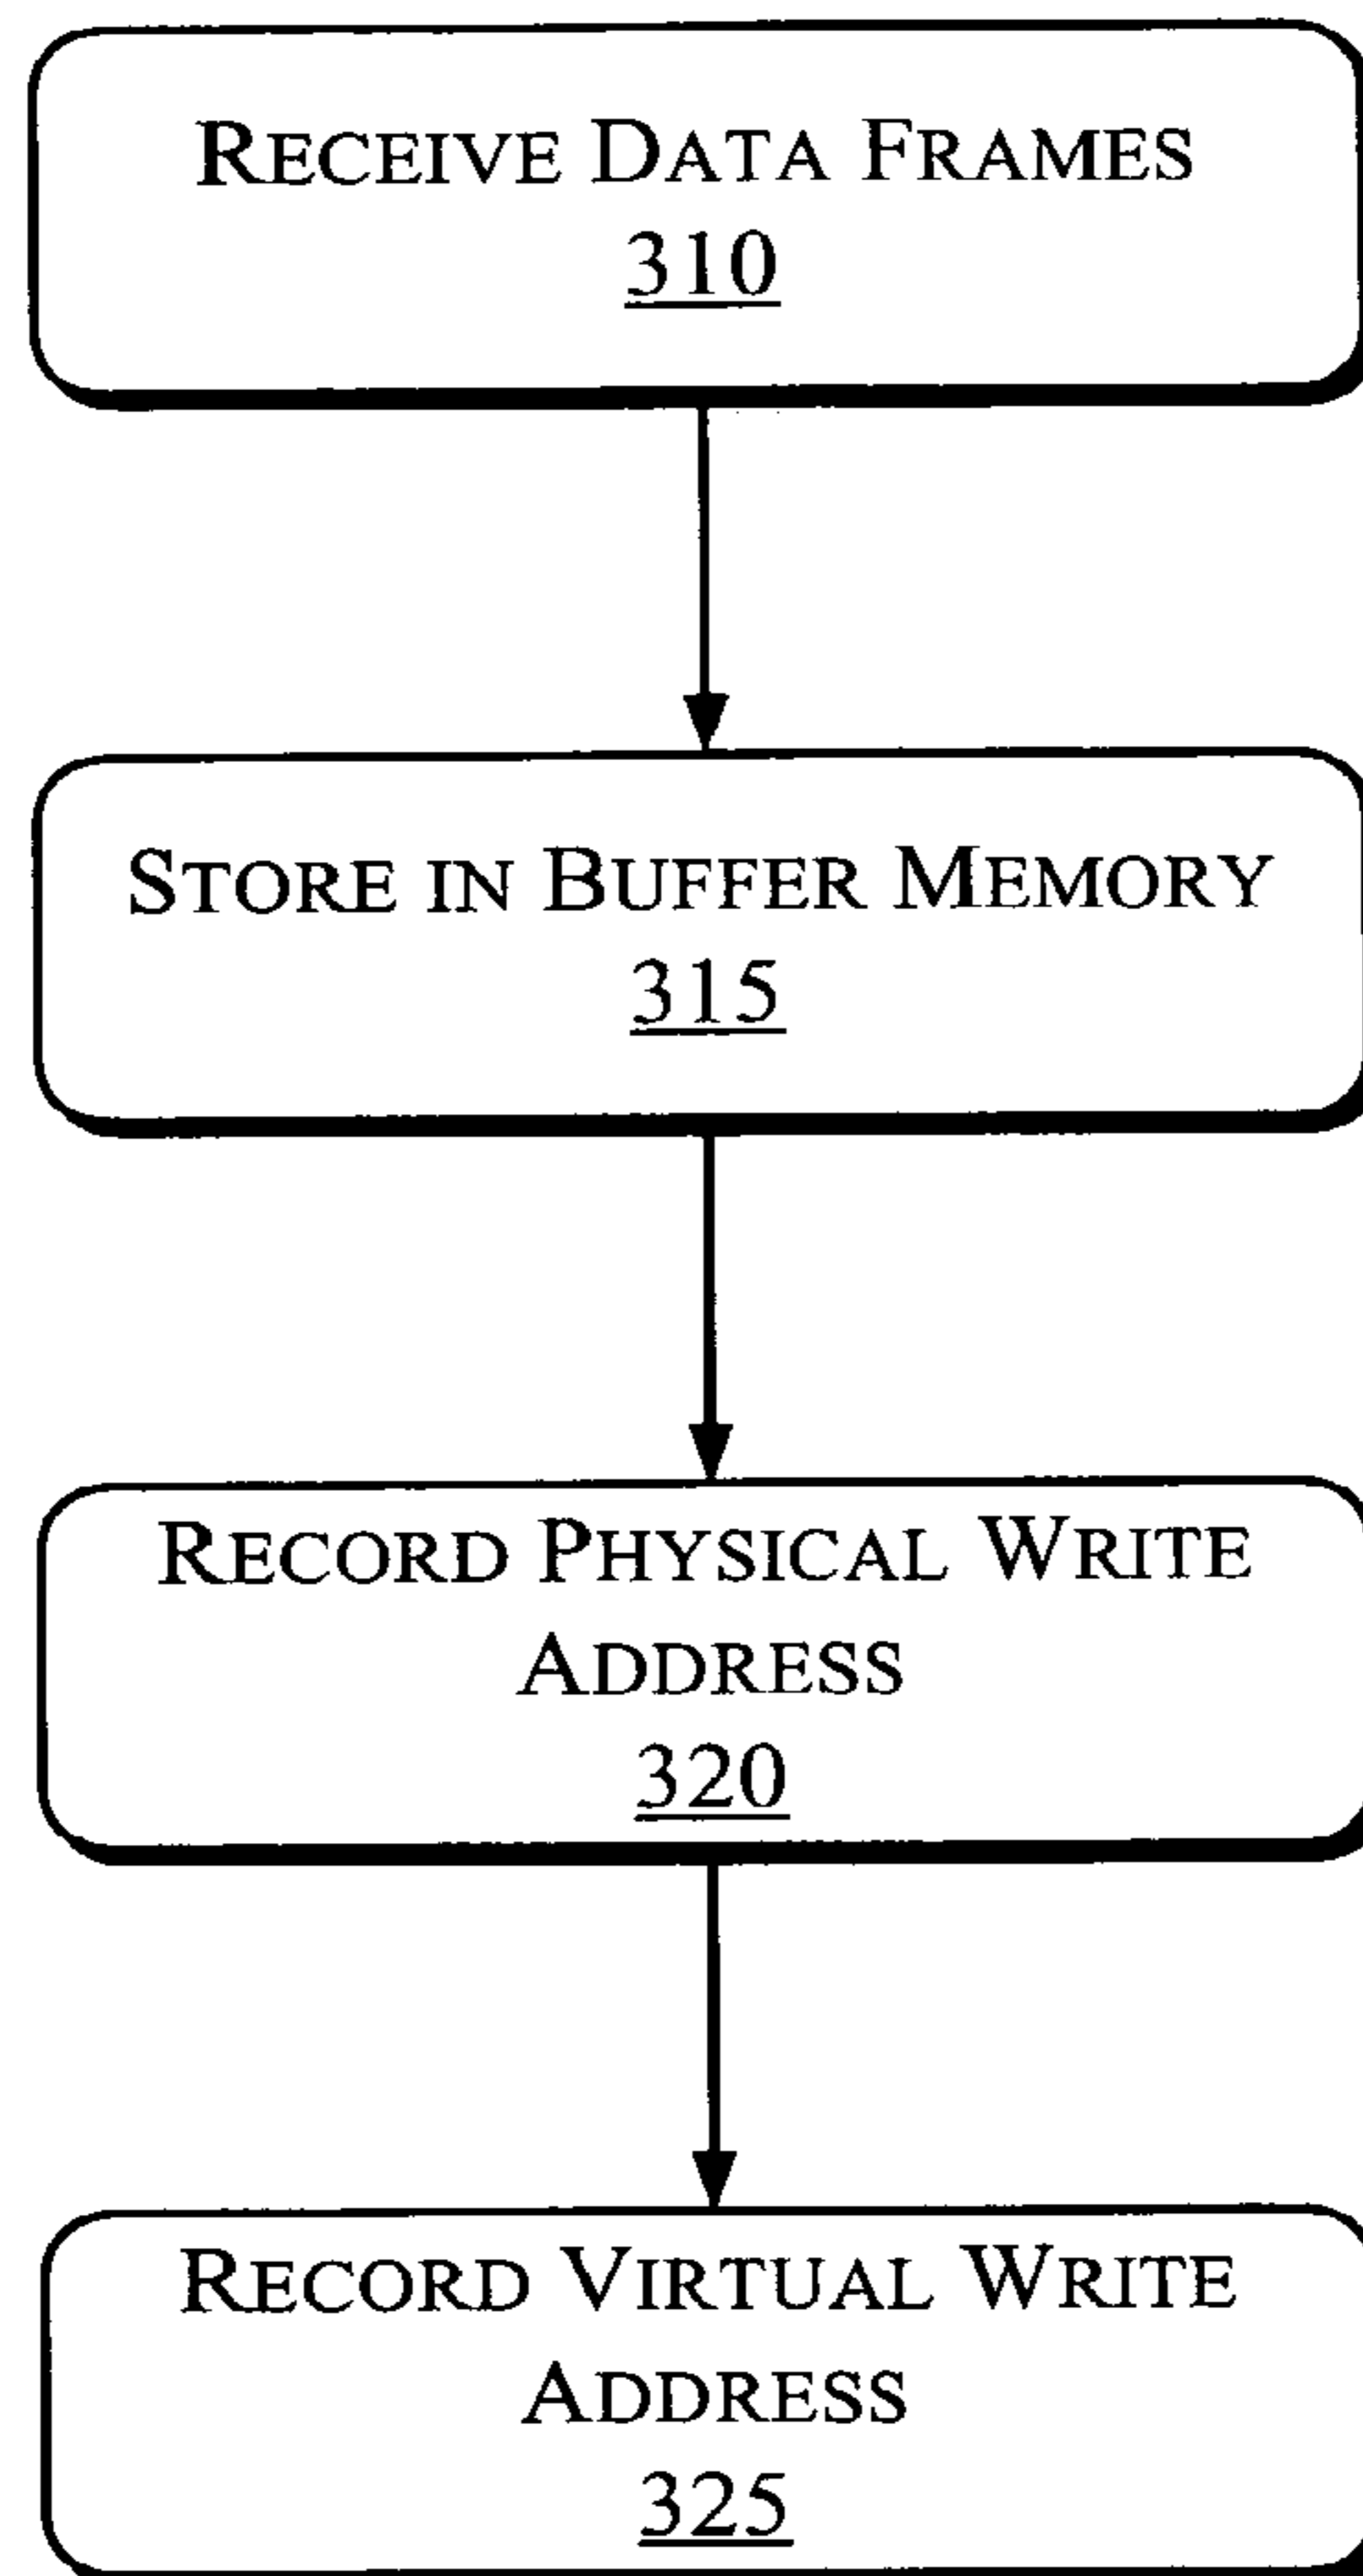 RECEIVE DATA FRAMES
310
STORE IN BUFFER MEMORY
315
RECORD PHYSICAL WRITE
ADDRESS
320
RECORD VIRTUAL WRITE
ADDRESS
325